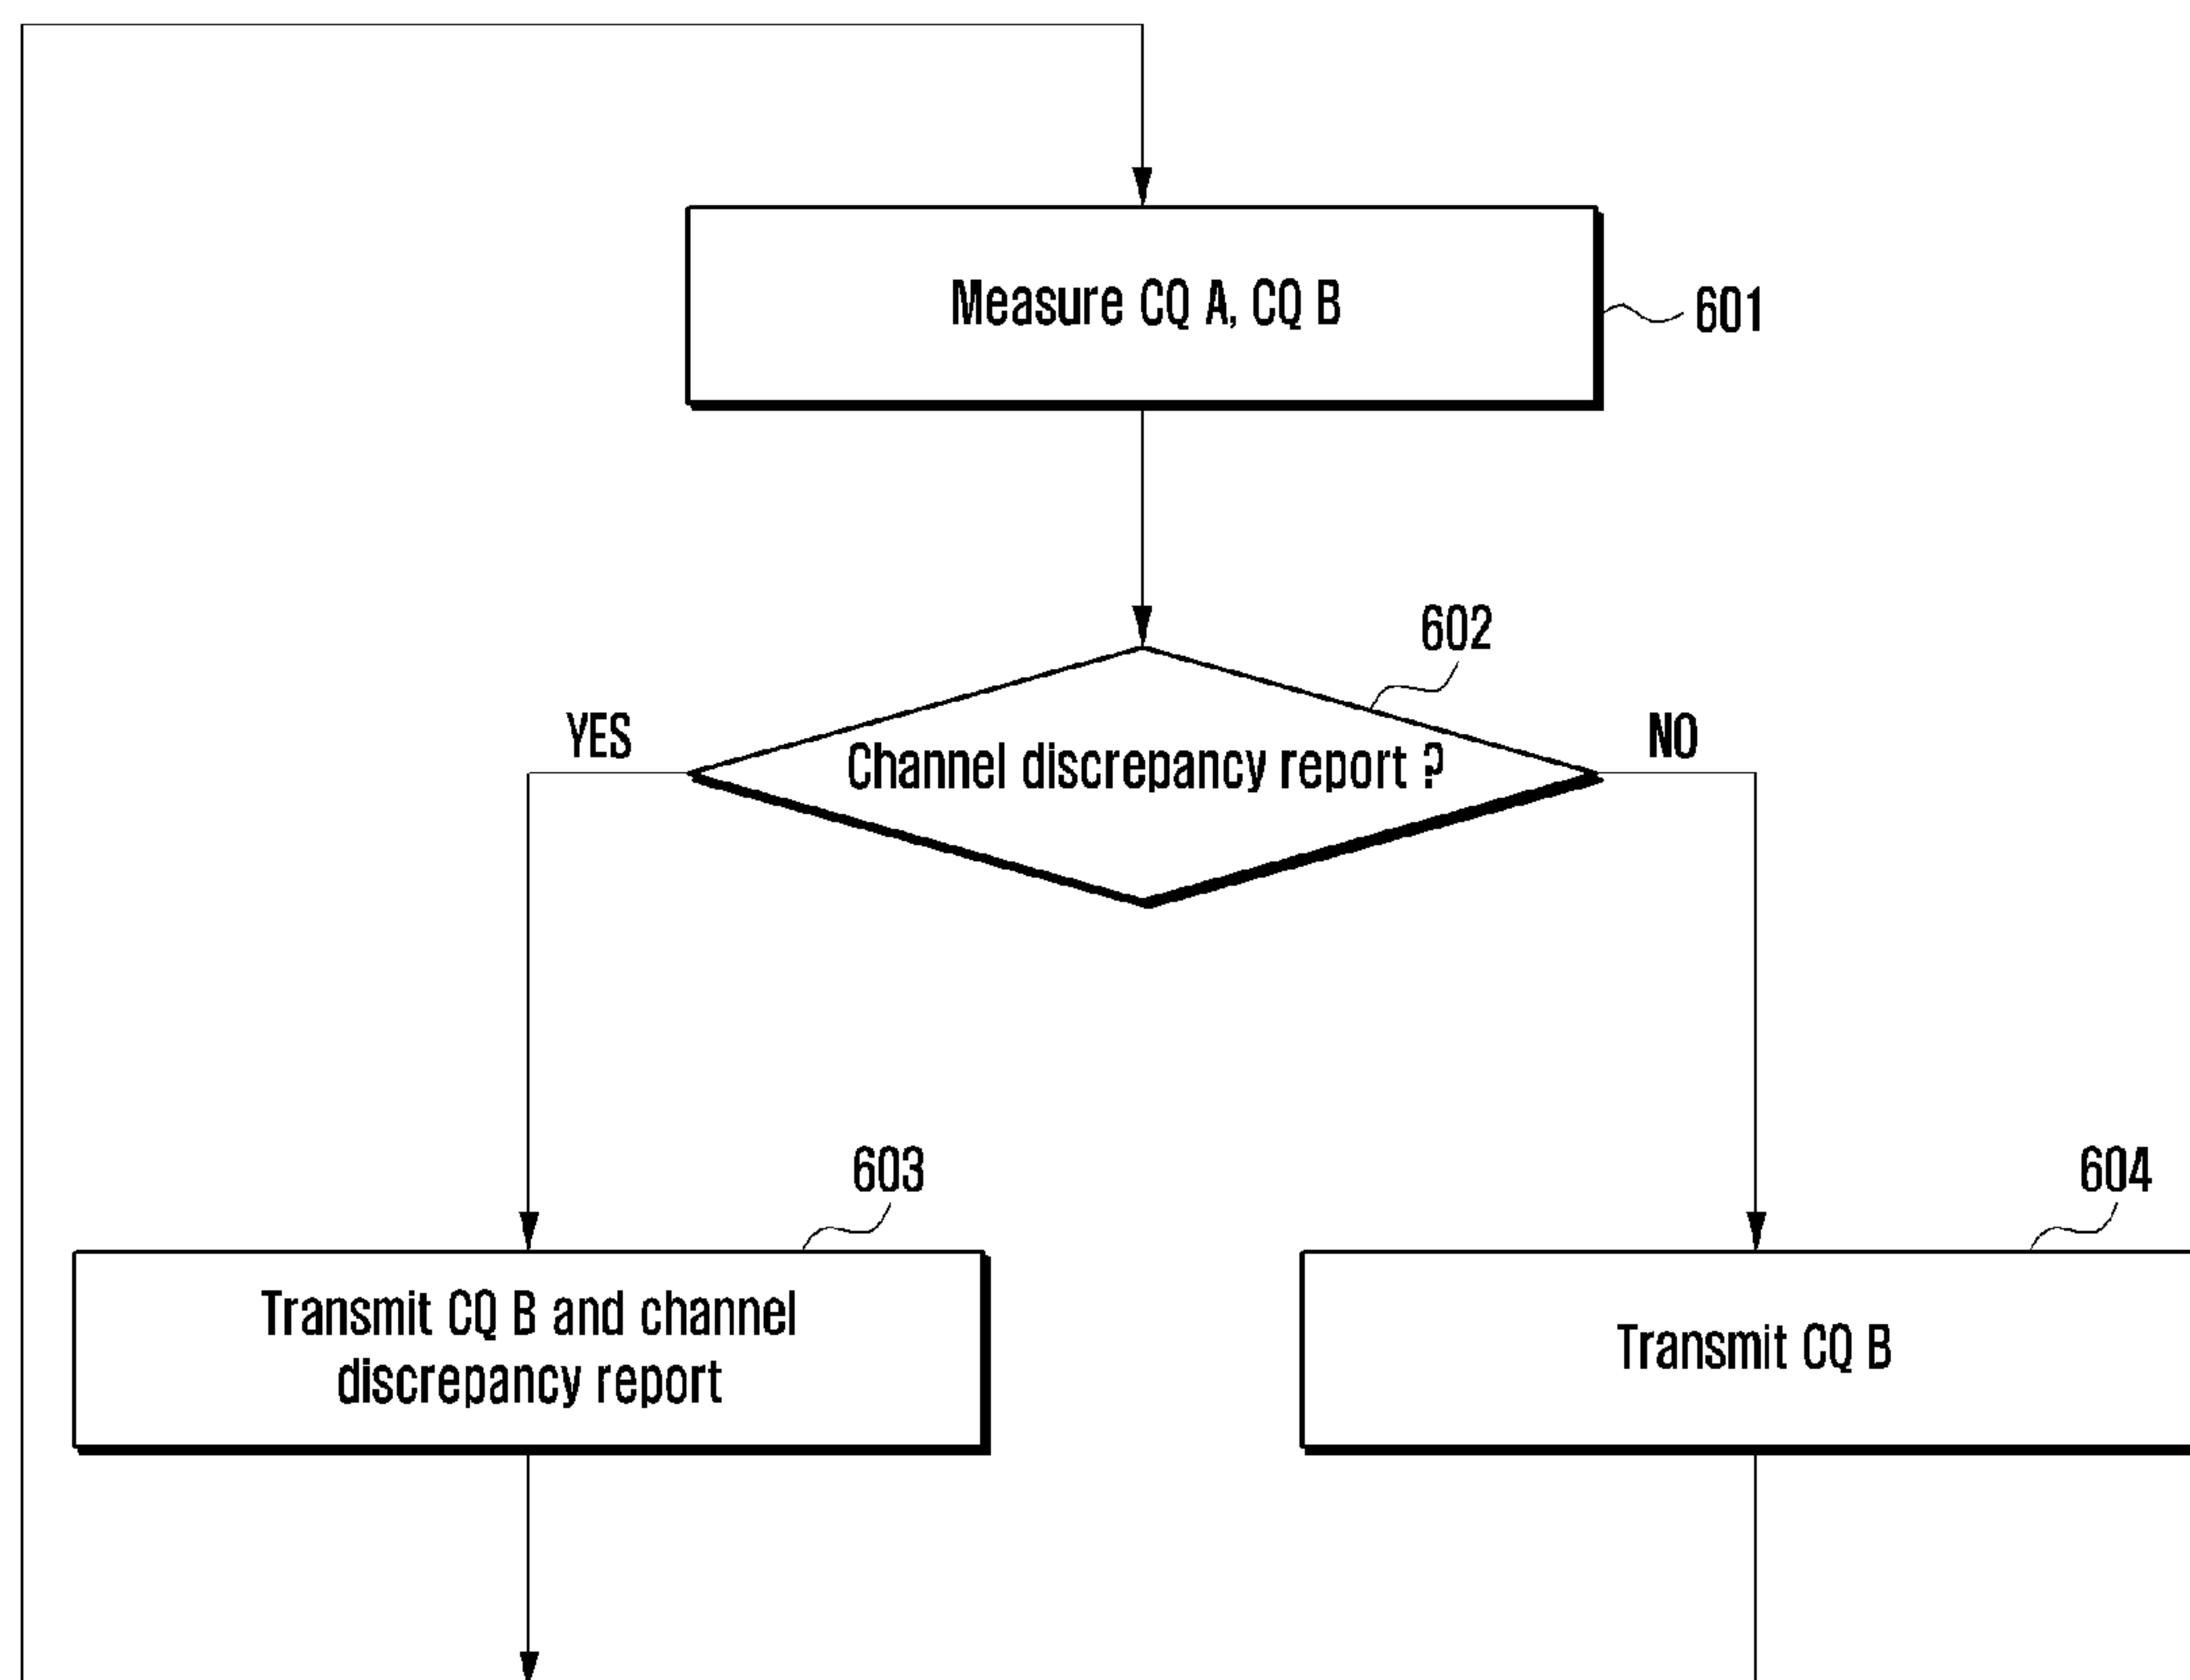 Measure CQ A, CQ B
601
602
YES
NO
Channel discrepancy report ?
603
604
Transmit CQ B and channel
discrepancy report
Transmit CQ B